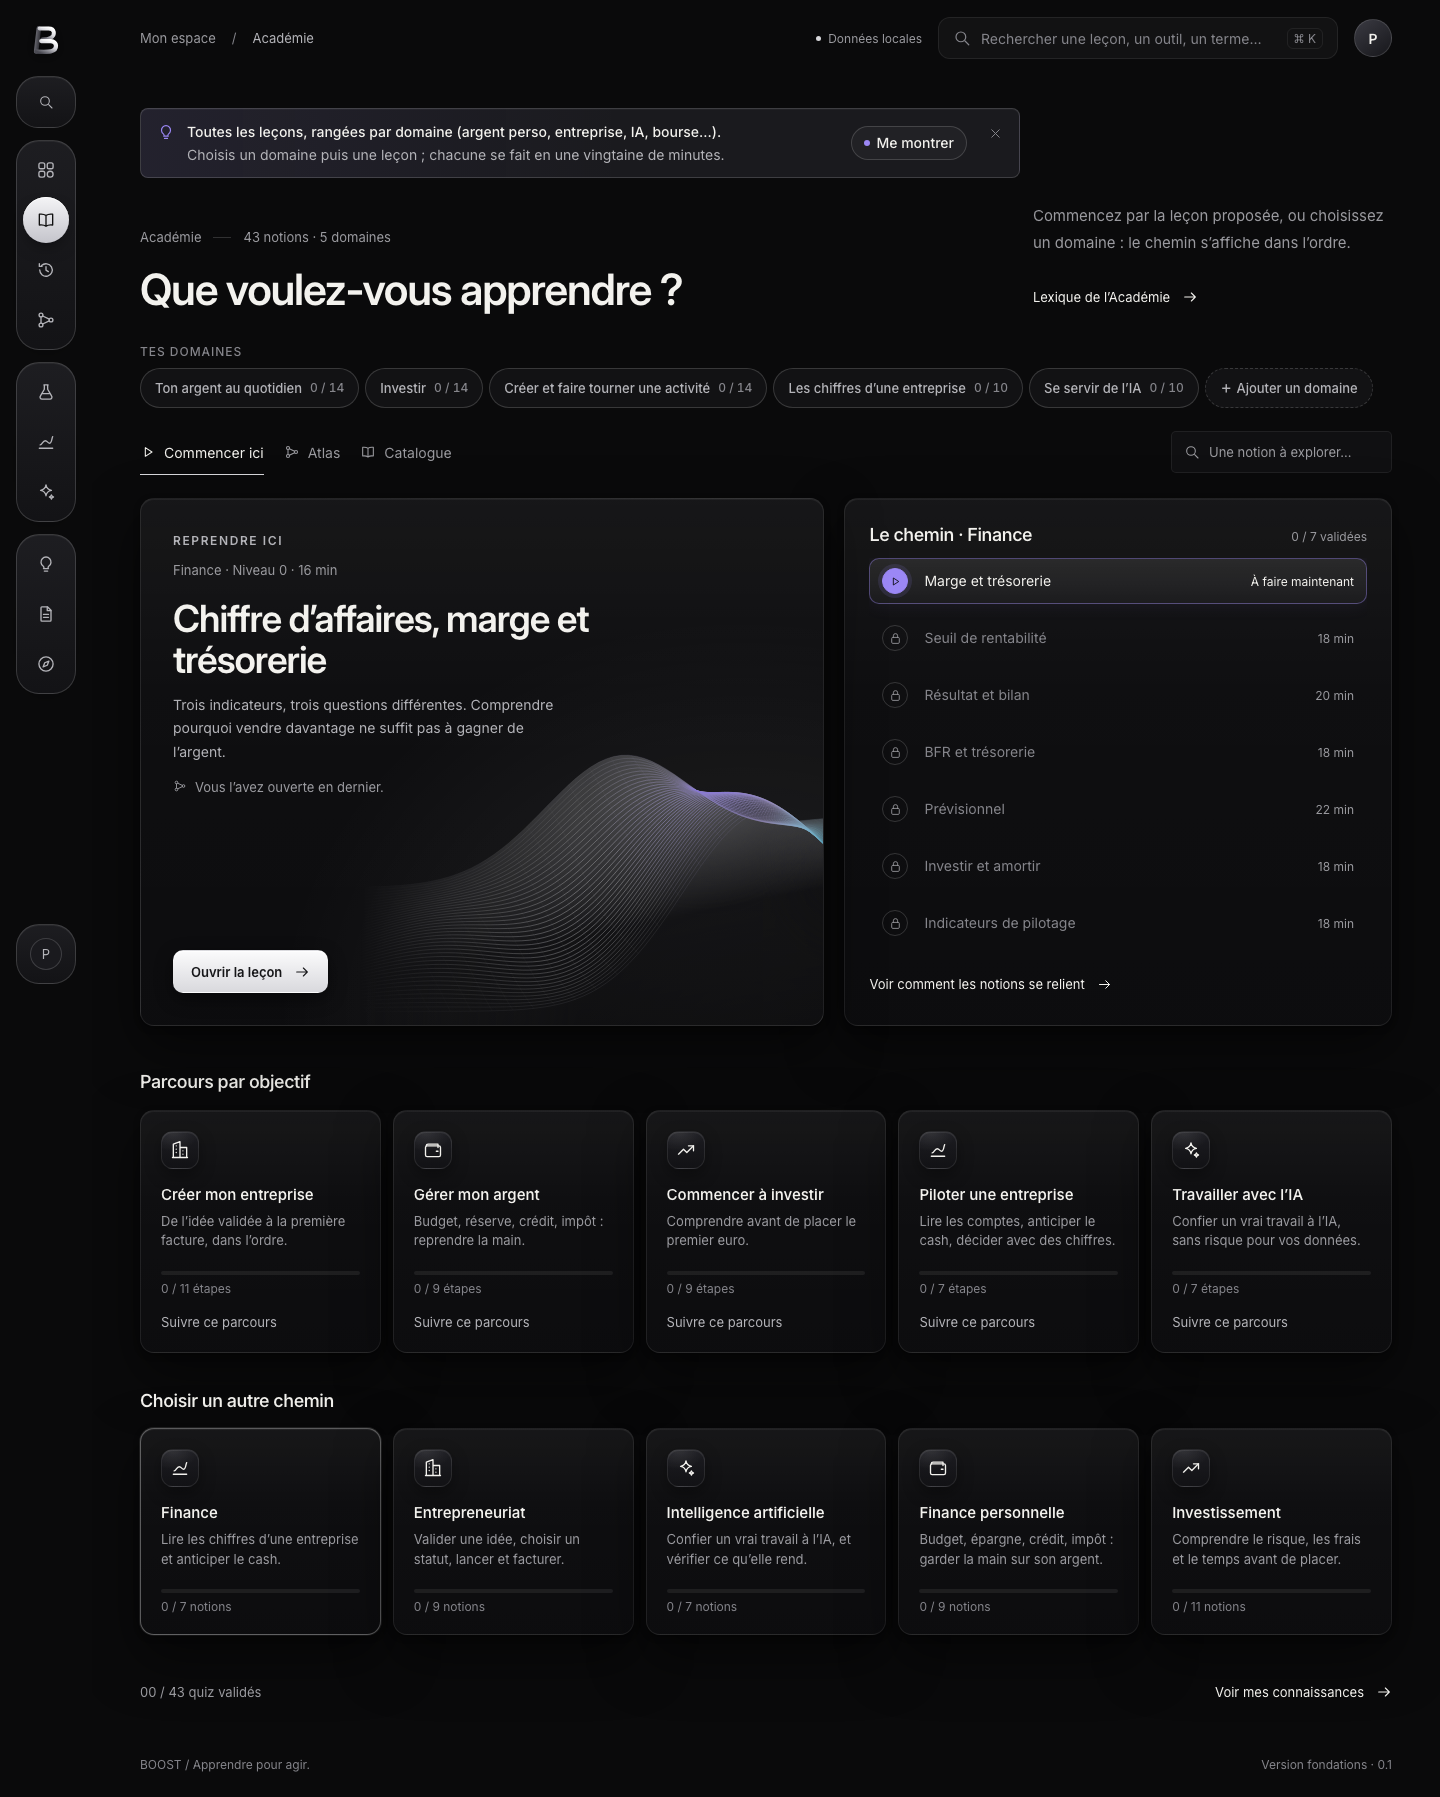 B
Mon espace / Académie
Données locales
Rechercher une leçon, un outil, un terme…
⌘ K
P
Toutes les leçons, rangées par domaine (argent perso, entreprise, IA, bourse…).
Choisis un domaine puis une leçon ; chacune se fait en une vingtaine de minutes.
Me montrer
Académie — 43 notions · 5 domaines
Que voulez-vous apprendre ?
Commencez par la leçon proposée, ou choisissez
un domaine : le chemin s’affiche dans l’ordre.
Lexique de l’Académie →
TES DOMAINES
Ton argent au quotidien 0 / 14
Investir 0 / 14
Créer et faire tourner une activité 0 / 14
Les chiffres d’une entreprise 0 / 10
Se servir de l’IA 0 / 10
+ Ajouter un domaine
Commencer ici
Atlas
Catalogue
Une notion à explorer…
REPRENDRE ICI
Finance · Niveau 0 · 16 min
Chiffre d’affaires, marge et
trésorerie
Trois indicateurs, trois questions différentes. Comprendre
pourquoi vendre davantage ne suffit pas à gagner de
l’argent.
Vous l’avez ouverte en dernier.
Ouvrir la leçon →
Le chemin · Finance
0 / 7 validées
Marge et trésorerie
À faire maintenant
Seuil de rentabilité
18 min
Résultat et bilan
20 min
BFR et trésorerie
18 min
Prévisionnel
22 min
Investir et amortir
18 min
Indicateurs de pilotage
18 min
Voir comment les notions se relient →
P
Parcours par objectif
Créer mon entreprise
De l’idée validée à la première
facture, dans l’ordre.
0 / 11 étapes
Suivre ce parcours
Gérer mon argent
Budget, réserve, crédit, impôt :
reprendre la main.
0 / 9 étapes
Suivre ce parcours
Commencer à investir
Comprendre avant de placer le
premier euro.
0 / 9 étapes
Suivre ce parcours
Piloter une entreprise
Lire les comptes, anticiper le
cash, décider avec des chiffres.
0 / 7 étapes
Suivre ce parcours
Travailler avec l’IA
Confier un vrai travail à l’IA,
sans risque pour vos données.
0 / 7 étapes
Suivre ce parcours
Choisir un autre chemin
Finance
Lire les chiffres d’une entreprise
et anticiper le cash.
0 / 7 notions
Entrepreneuriat
Valider une idée, choisir un
statut, lancer et facturer.
0 / 9 notions
Intelligence artificielle
Confier un vrai travail à l’IA, et
vérifier ce qu’elle rend.
0 / 7 notions
Finance personnelle
Budget, épargne, crédit, impôt :
garder la main sur son argent.
0 / 9 notions
Investissement
Comprendre le risque, les frais
et le temps avant de placer.
0 / 11 notions
00 / 43 quiz validés
Voir mes connaissances →
BOOST / Apprendre pour agir.
Version fondations · 0.1